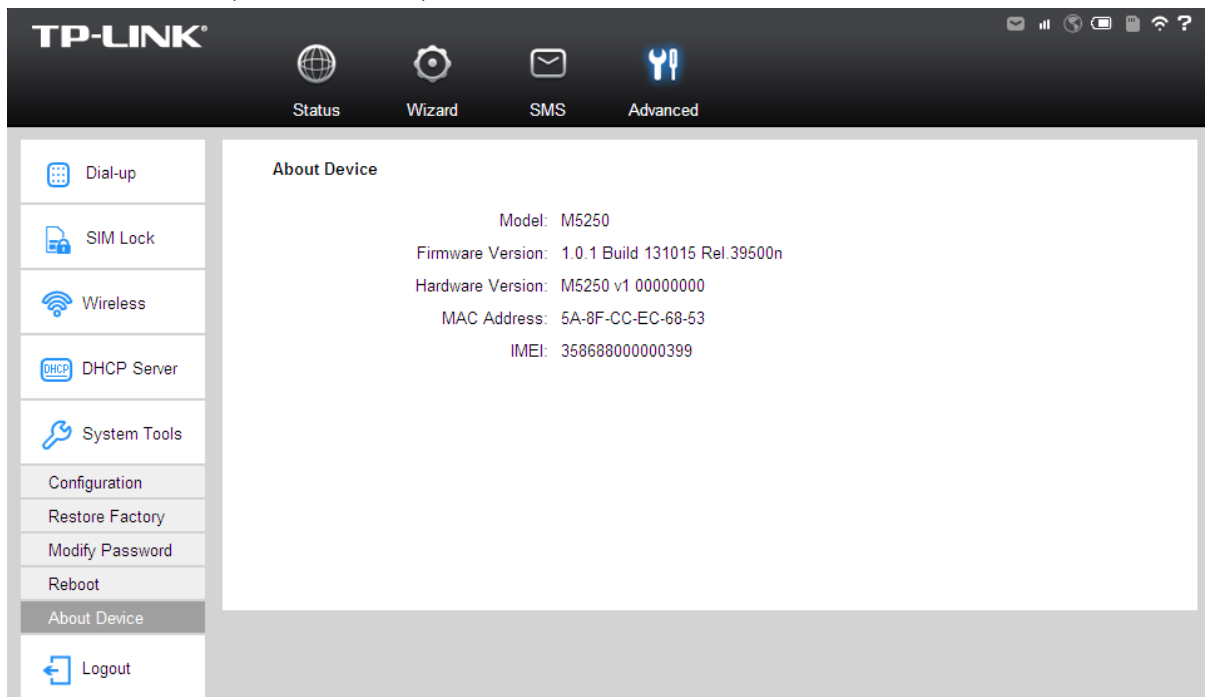 TP-LINK®
?
Status
Wizard
SMS
Advanced
Dial-up
SIM Lock
Wireless
DHCP
DHCP Server
System Tools
Configuration
Restore Factory
Modify Password
Reboot
About Device
Logout
About Device
Model: M5250
Firmware Version: 1.0.1 Build 131015 Rel.39500n
Hardware Version: M5250 v1 00000000
MAC Address: 5A-8F-CC-EC-68-53
IMEI: 358688000000399